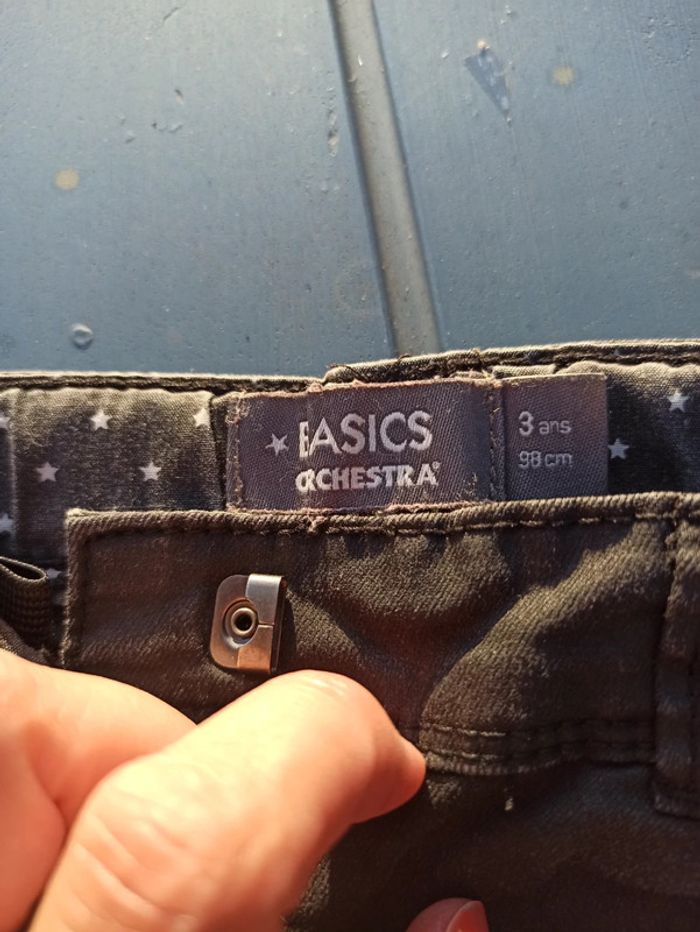 BASICS
ORCHESTRA
3 ans
98 cm